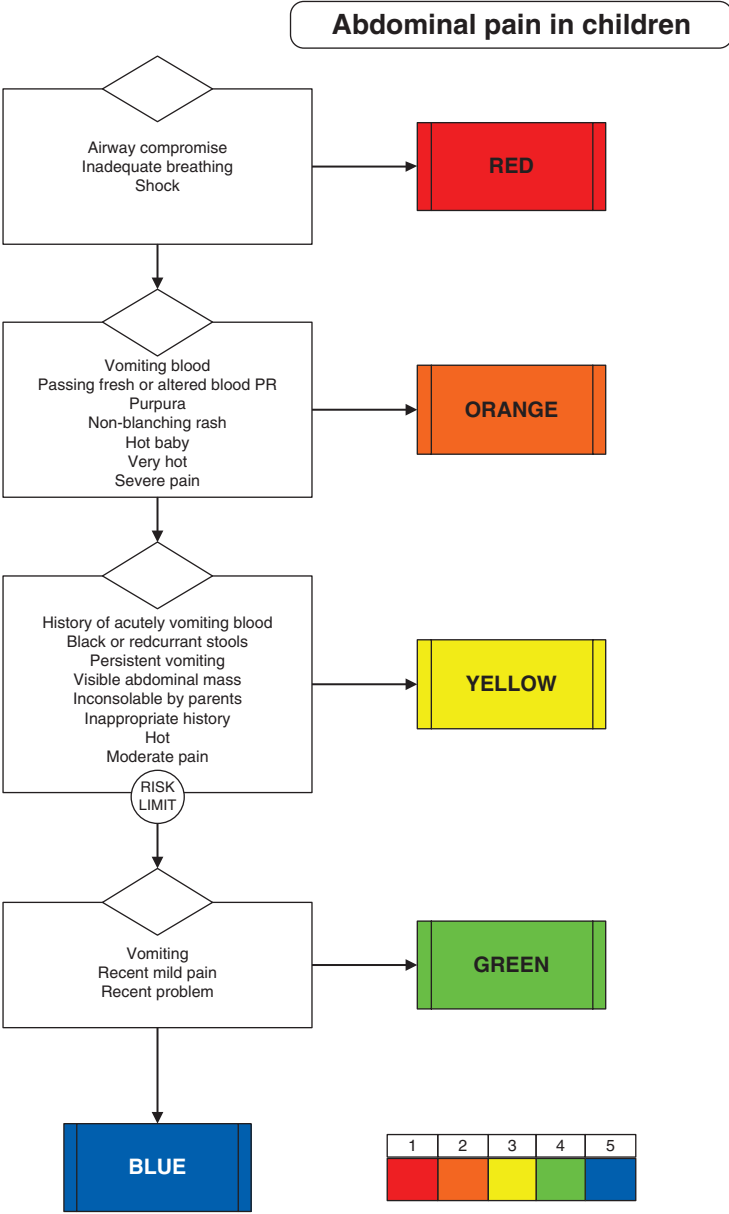 Abdominal pain in children
Airway compromise
Inadequate breathing
Shock
RED
Vomiting blood
Passing fresh or altered blood PR
Purpura
Non-blanching rash
Hot baby
Very hot
Severe pain
ORANGE
History of acutely vomiting blood
Black or redcurrant stools
Persistent vomiting
Visible abdominal mass
Inconsolable by parents
Inappropriate history
Hot
Moderate pain
YELLOW
RISK
LIMIT
Vomiting
Recent mild pain
Recent problem
GREEN
BLUE
1 2 3 4 5